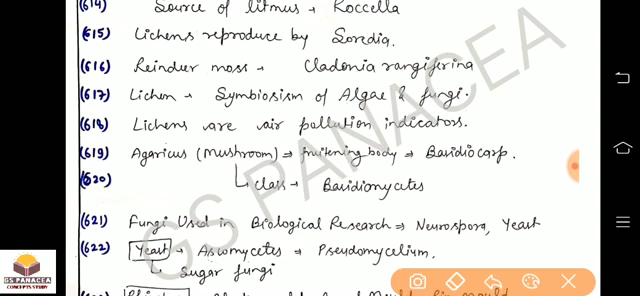 (614) Source of litmus → Roccella
(615) Lichens reproduce by Soredia.
(616) Reinder moss → Cladonia rangiferina
(617) Lichen → Symbiosism of Algae & fungi.
(618) Lichens are air pollution indicators.
(619) Agaricus (Mushroom) ⇒ fruitening body → Basidiocarp.
(620) class → Basidiomycetes
(621) Fungi Used in Biological Research ⇒ Neurospora, Yeast
(622) Yeast → Ascomycetes → Pseudomycelium.
Sugar fungi
GS PANACEA
GS PANACEA